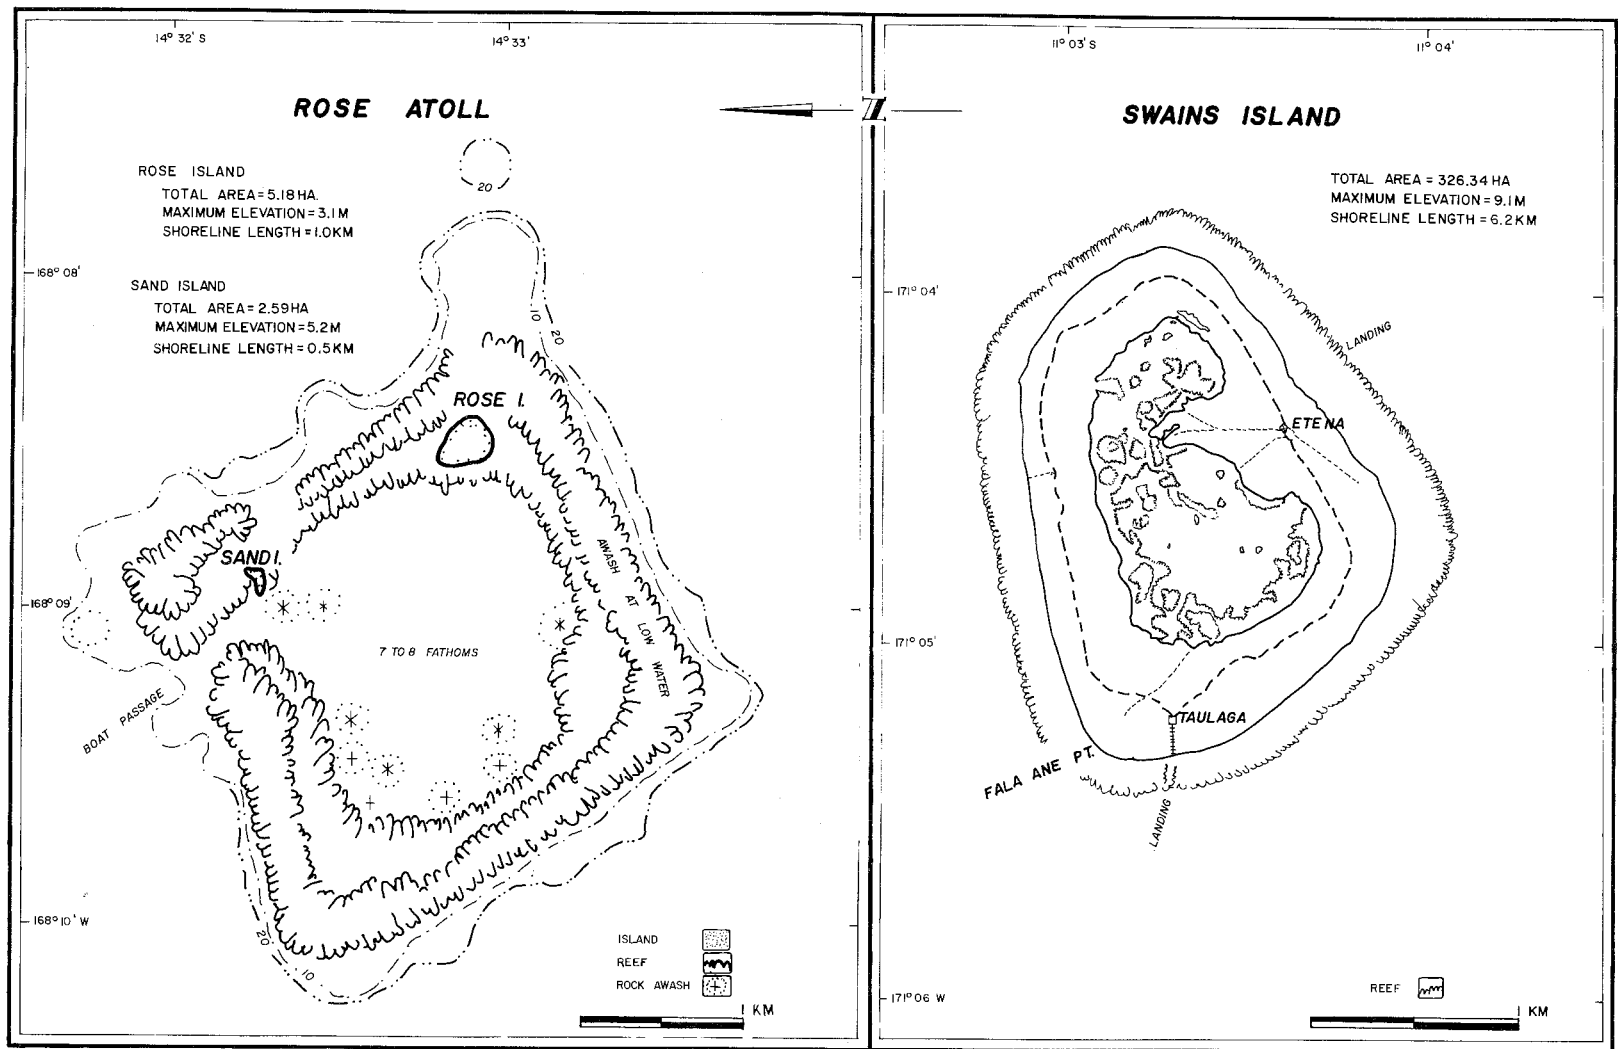 14° 32' S
14° 33'
ROSE ATOLL
ROSE ISLAND
TOTAL AREA = 5.18 HA.
MAXIMUM ELEVATION = 3.1 M
SHORELINE LENGTH = 1.0 KM
SAND ISLAND
TOTAL AREA = 2.59 HA
MAXIMUM ELEVATION = 5.2 M
SHORELINE LENGTH = 0.5 KM
20
168° 08'
10
20
ROSE I.
SAND I.
AWASH AT LOW WATER
168° 09'
7 TO 8 FATHOMS
BOAT PASSAGE
168° 10' W
20
10
ISLAND
REEF
ROCK AWASH
1 KM
Z
11° 03' S
11° 04'
SWAINS ISLAND
TOTAL AREA = 326.34 HA
MAXIMUM ELEVATION = 9.1 M
SHORELINE LENGTH = 6.2 KM
171° 04'
LANDING
ETENA
171° 05'
TAULAGA
FALA ANE PT.
LANDING
171° 06 W
REEF
1 KM